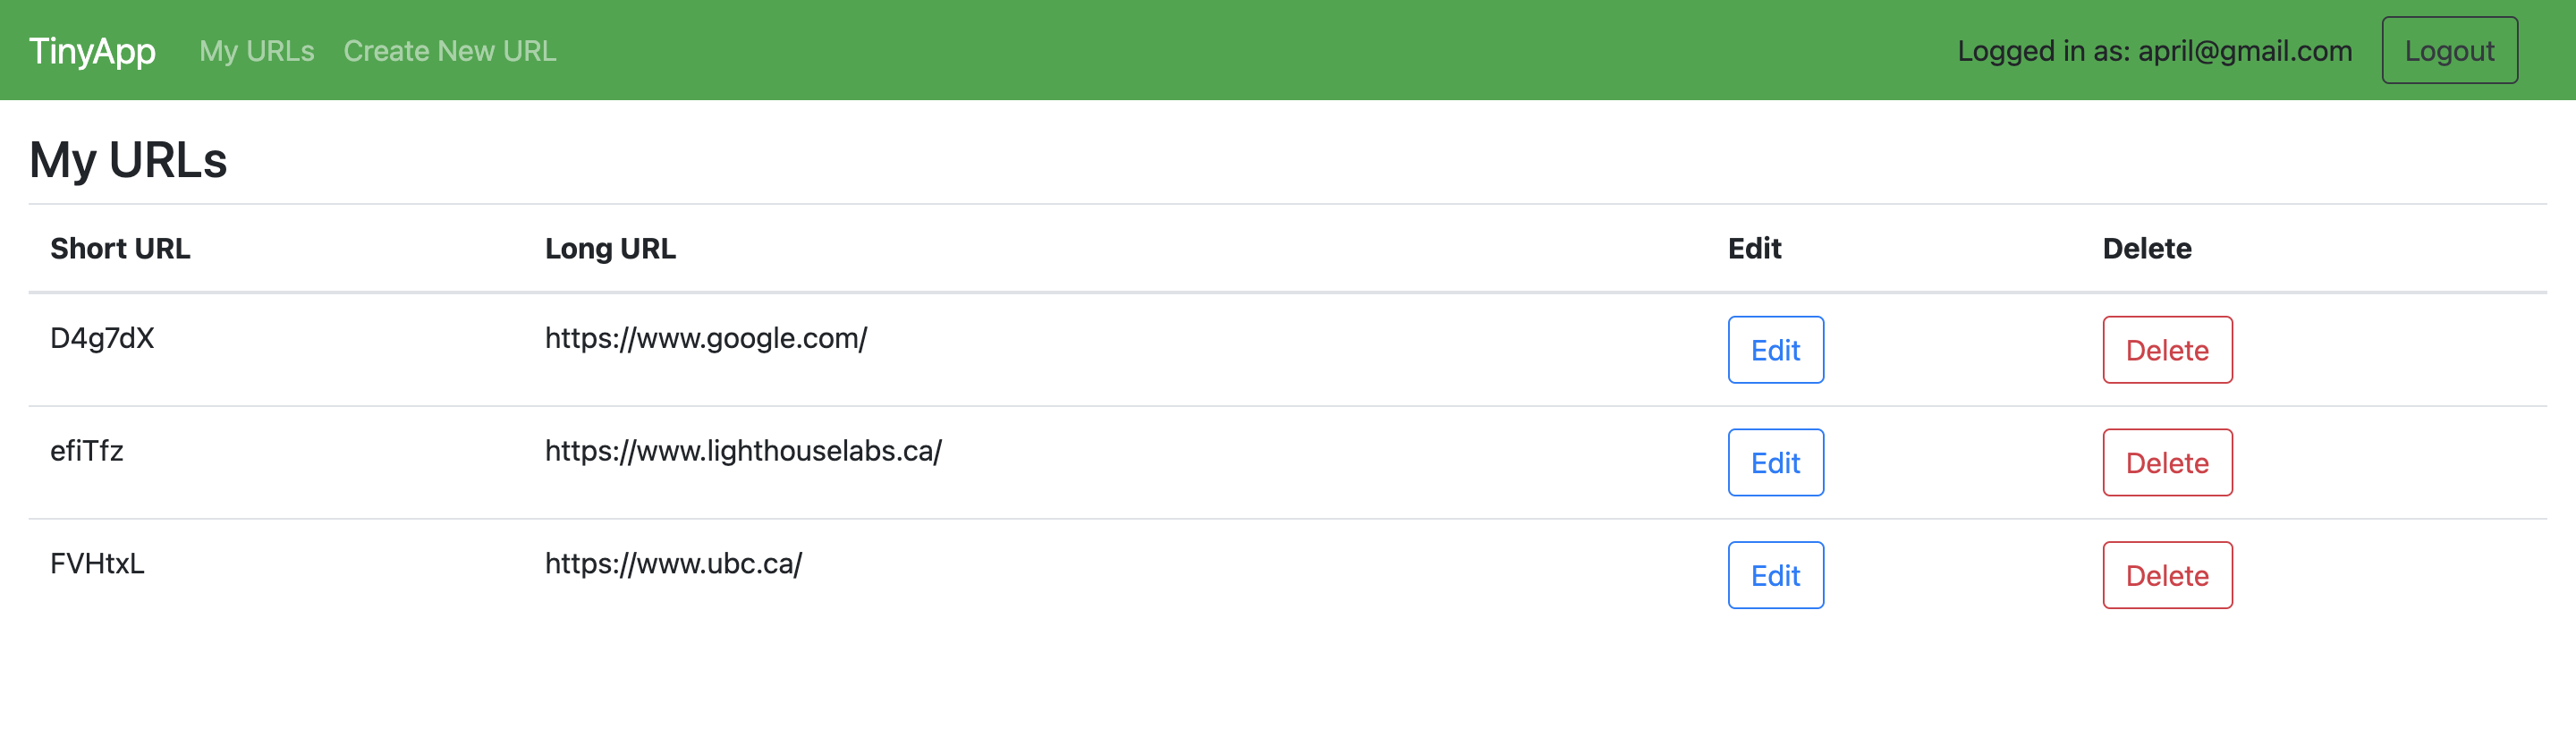 TinyApp My URLs Create New URL Logged in as: april@gmail.com Logout
My URLs
Short URL Long URL Edit Delete
D4g7dX https://www.google.com/ Edit Delete
efiTfz https://www.lighthouselabs.ca/ Edit Delete
FVHtxL https://www.ubc.ca/ Edit Delete